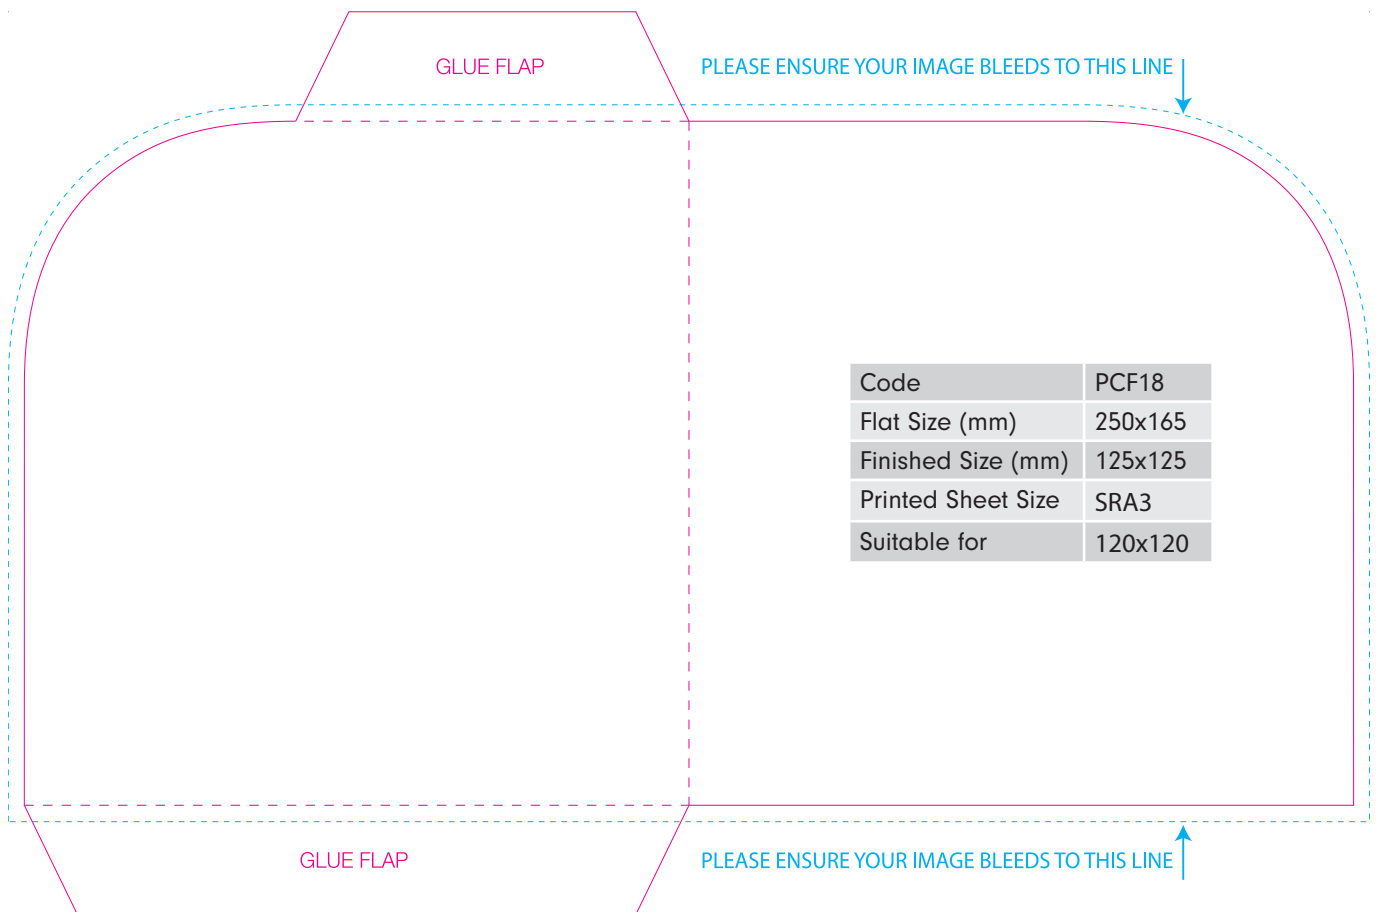 GLUE FLAP
PLEASE ENSURE YOUR IMAGE BLEEDS TO THIS LINE
Code PCF18
Flat Size (mm) 250x165
Finished Size (mm) 125x125
Printed Sheet Size SRA3
Suitable for 120x120
GLUE FLAP
PLEASE ENSURE YOUR IMAGE BLEEDS TO THIS LINE